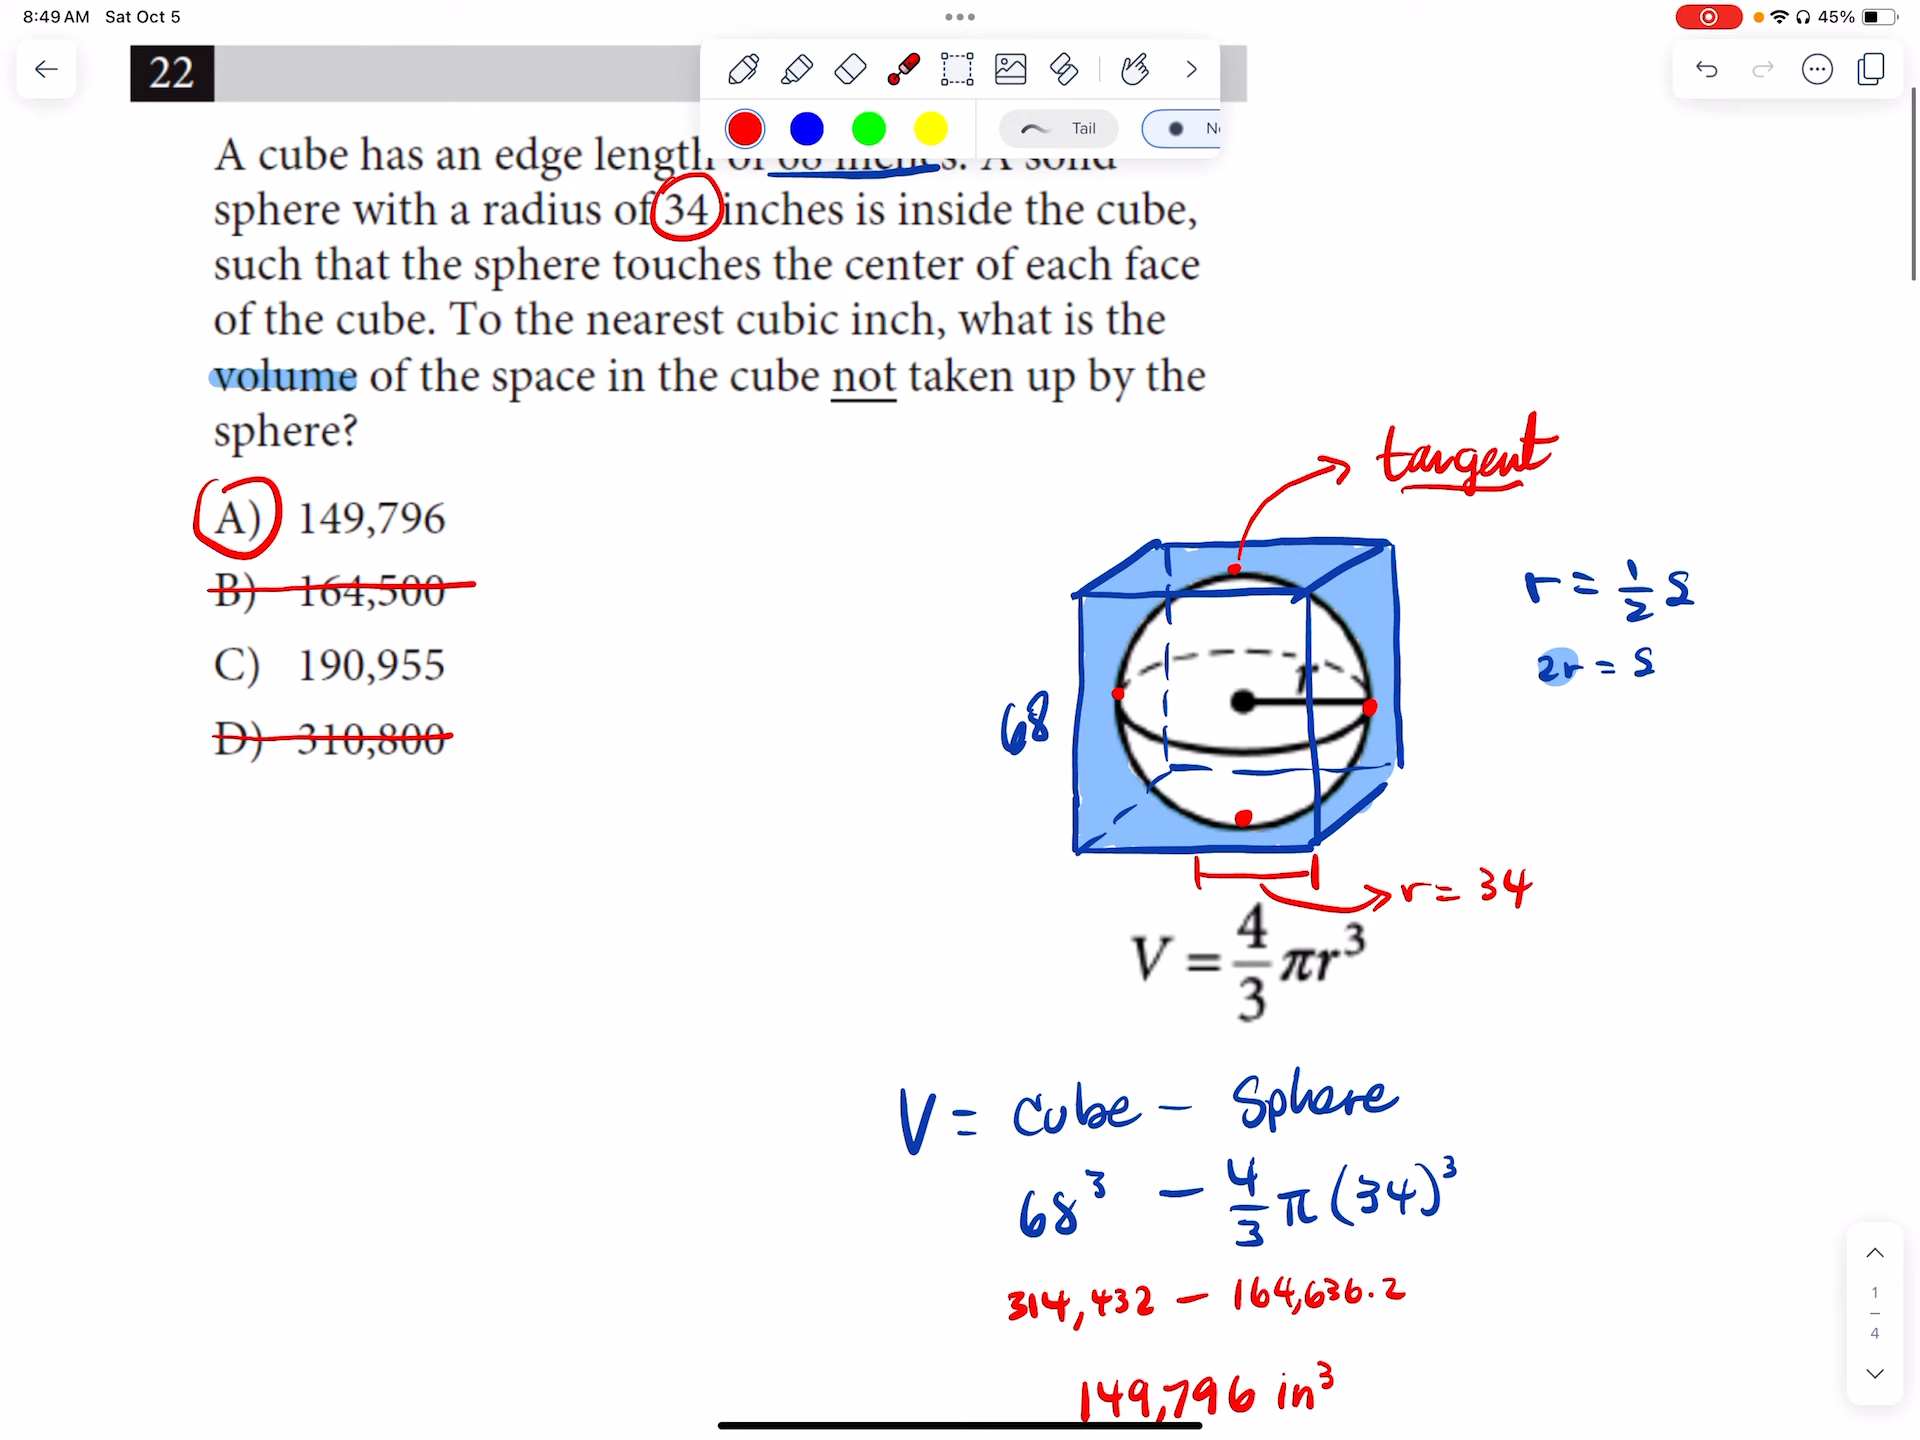 8:49 AM Sat Oct 5
45%
22
Tail
A cube has an edge length of 68 inches. A solid
sphere with a radius of 34 inches is inside the cube,
such that the sphere touches the center of each face
of the cube. To the nearest cubic inch, what is the
volume of the space in the cube not taken up by the
sphere?
A) 149,796
B) 164,500
C) 190,955
D) 310,800
tangent
r = 1/2 s
2r = s
r
68
r = 34
V = 4/3 πr³
V = Cube – Sphere
68³ – 4/3 π (34)³
314,432 – 164,636.2
149,796 in³
1
4